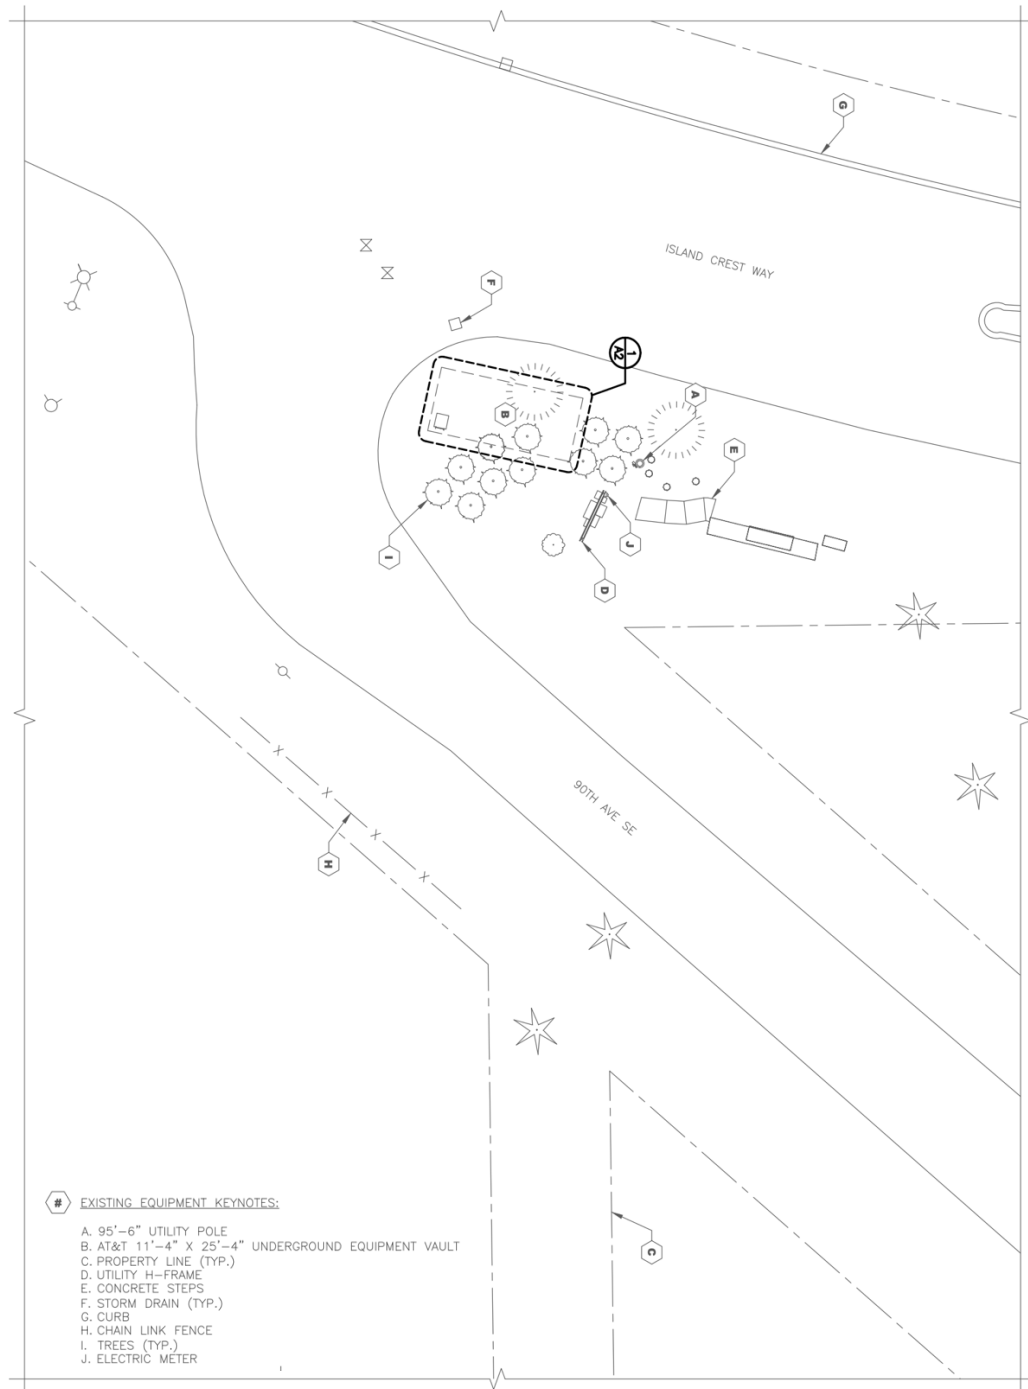 G
ISLAND CREST WAY
F
1
A2
A
B
E
I
J
D
90TH AVE SE
X
X
X
X
H
C
# EXISTING EQUIPMENT KEYNOTES:
A. 95'-6" UTILITY POLE
B. AT&T 11'-4" X 25'-4" UNDERGROUND EQUIPMENT VAULT
C. PROPERTY LINE (TYP.)
D. UTILITY H-FRAME
E. CONCRETE STEPS
F. STORM DRAIN (TYP.)
G. CURB
H. CHAIN LINK FENCE
I. TREES (TYP.)
J. ELECTRIC METER